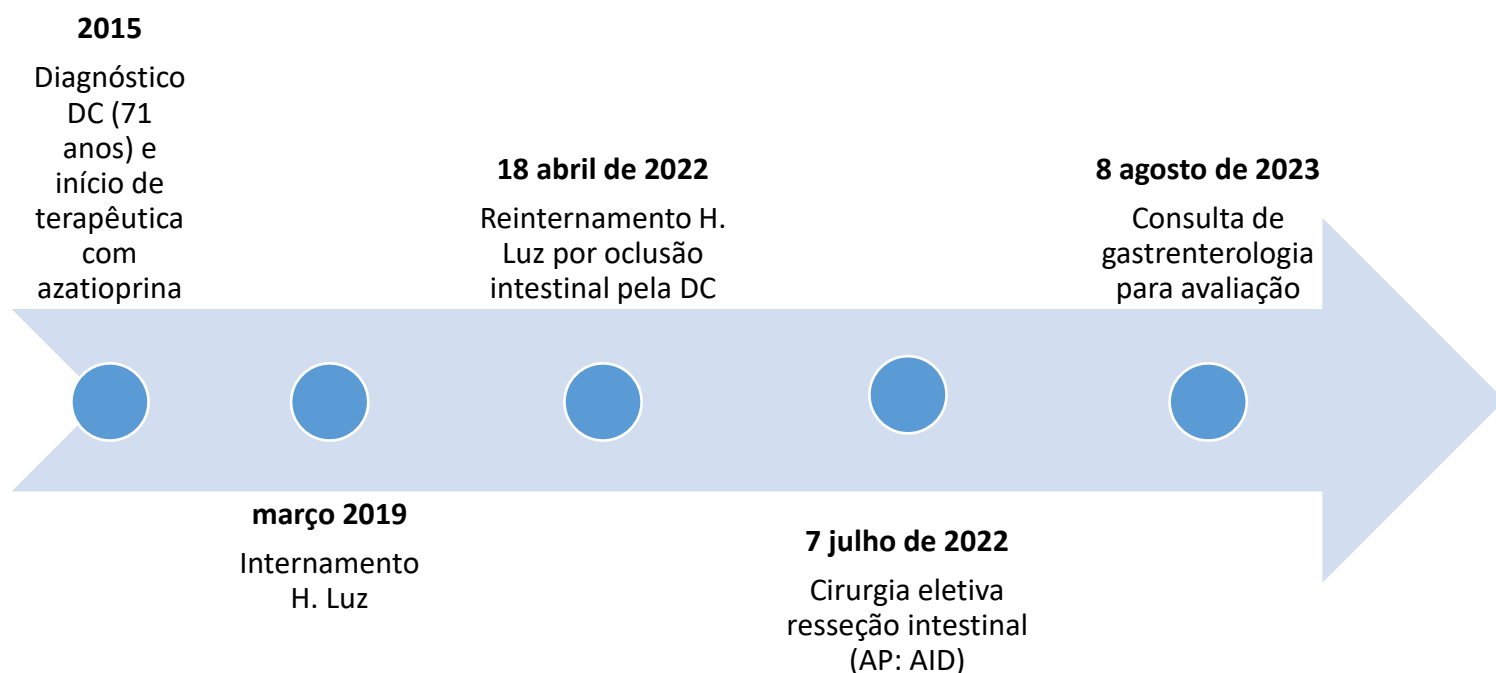 2015
Diagnóstico
DC (71
anos) e
início de
terapêutica
com
azatioprina
março 2019
Internamento
H. Luz
18 abril de 2022
Reinternamento H.
Luz por oclusão
intestinal pela DC
7 julho de 2022
Cirurgia eletiva
resseção intestinal
(AP: AID)
8 agosto de 2023
Consulta de
gastrenterologia
para avaliação